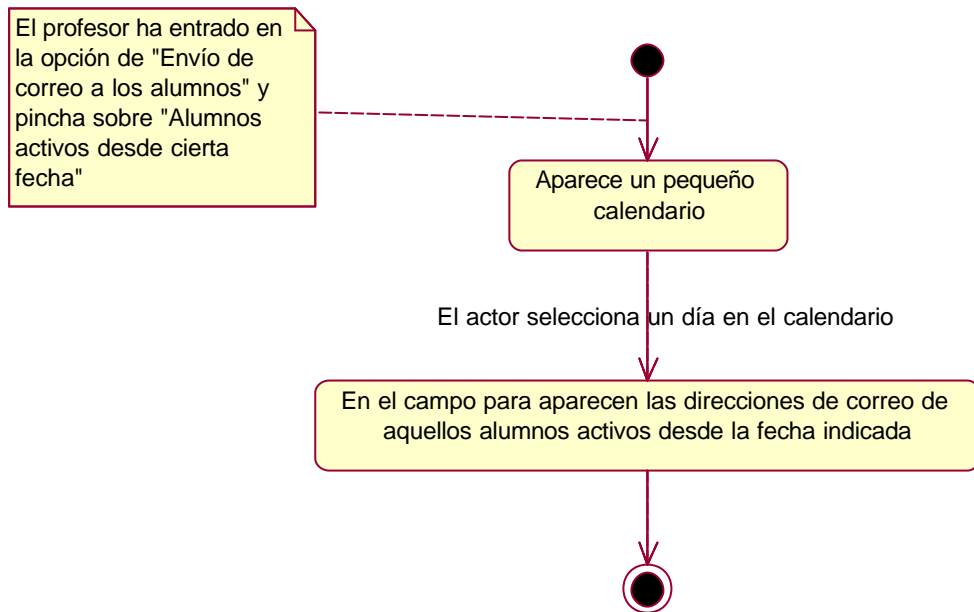 El profesor ha entrado en
la opción de "Envío de
correo a los alumnos" y
pincha sobre "Alumnos
activos desde cierta
fecha"
Aparece un pequeño
calendario
El actor selecciona un día en el calendario
En el campo para aparecen las direcciones de correo de
aquellos alumnos activos desde la fecha indicada